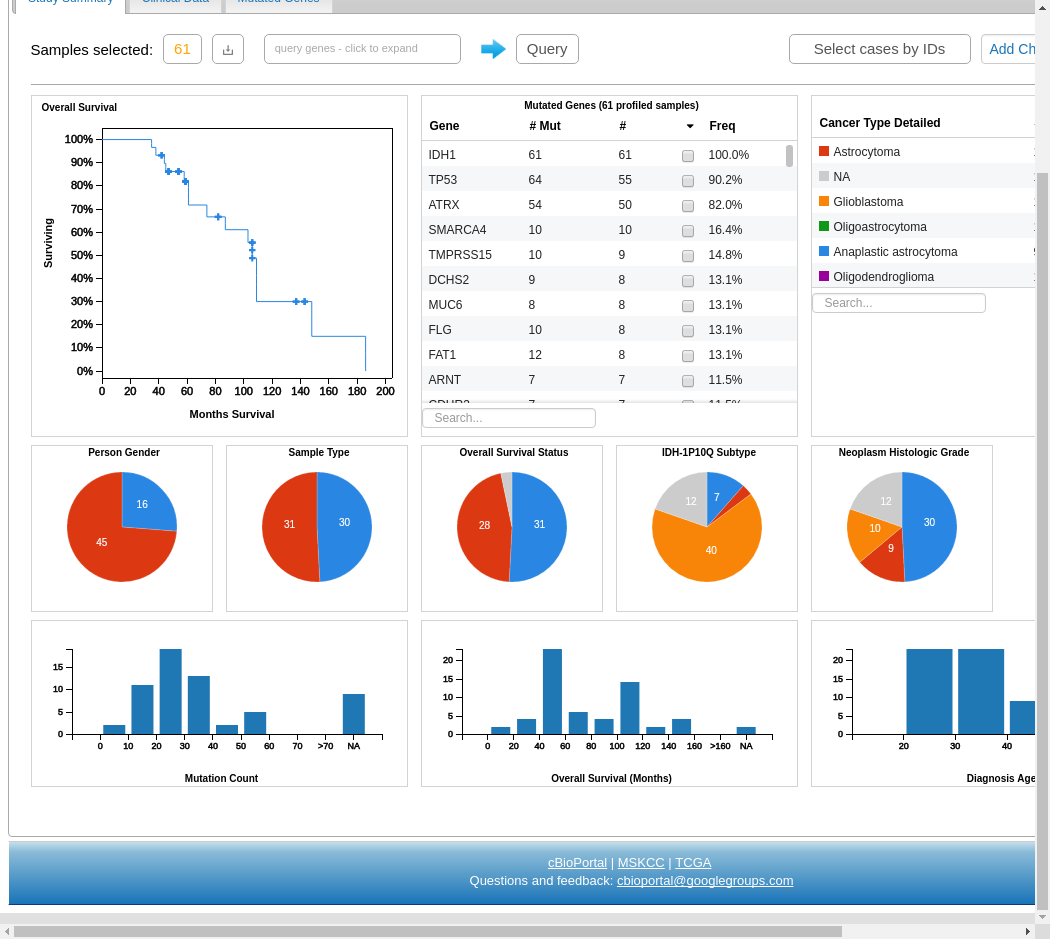 Study Summary Clinical Data Mutated Genes
Samples selected: 61 query genes - click to expand Query Select cases by IDs Add Ch
Overall Survival
100%
90%
80%
70%
60%
50%
40%
30%
20%
10%
0%
Surviving
0 20 40 60 80 100 120 140 160 180 200
Months Survival
Mutated Genes (61 profiled samples)
Gene # Mut # Freq
IDH1 61 61 100.0%
TP53 64 55 90.2%
ATRX 54 50 82.0%
SMARCA4 10 10 16.4%
TMPRSS15 10 9 14.8%
DCHS2 9 8 13.1%
MUC6 8 8 13.1%
FLG 10 8 13.1%
FAT1 12 8 13.1%
ARNT 7 7 11.5%
Search...
Cancer Type Detailed
Astrocytoma
NA
Glioblastoma
Oligoastrocytoma
Anaplastic astrocytoma
Oligodendroglioma
Search...
Person Gender
16
45
Sample Type
31 30
Overall Survival Status
28 31
IDH-1P10Q Subtype
12 7
40
Neoplasm Histologic Grade
12
10 30
9
15
10
5
0
0 10 20 30 40 50 60 70 >70 NA
Mutation Count
20
15
10
5
0
0 20 40 60 80 100 120 140 160 >160 NA
Overall Survival (Months)
20
15
10
5
0
20 30 40
Diagnosis Age
cBioPortal | MSKCC | TCGA
Questions and feedback: cbioportal@googlegroups.com